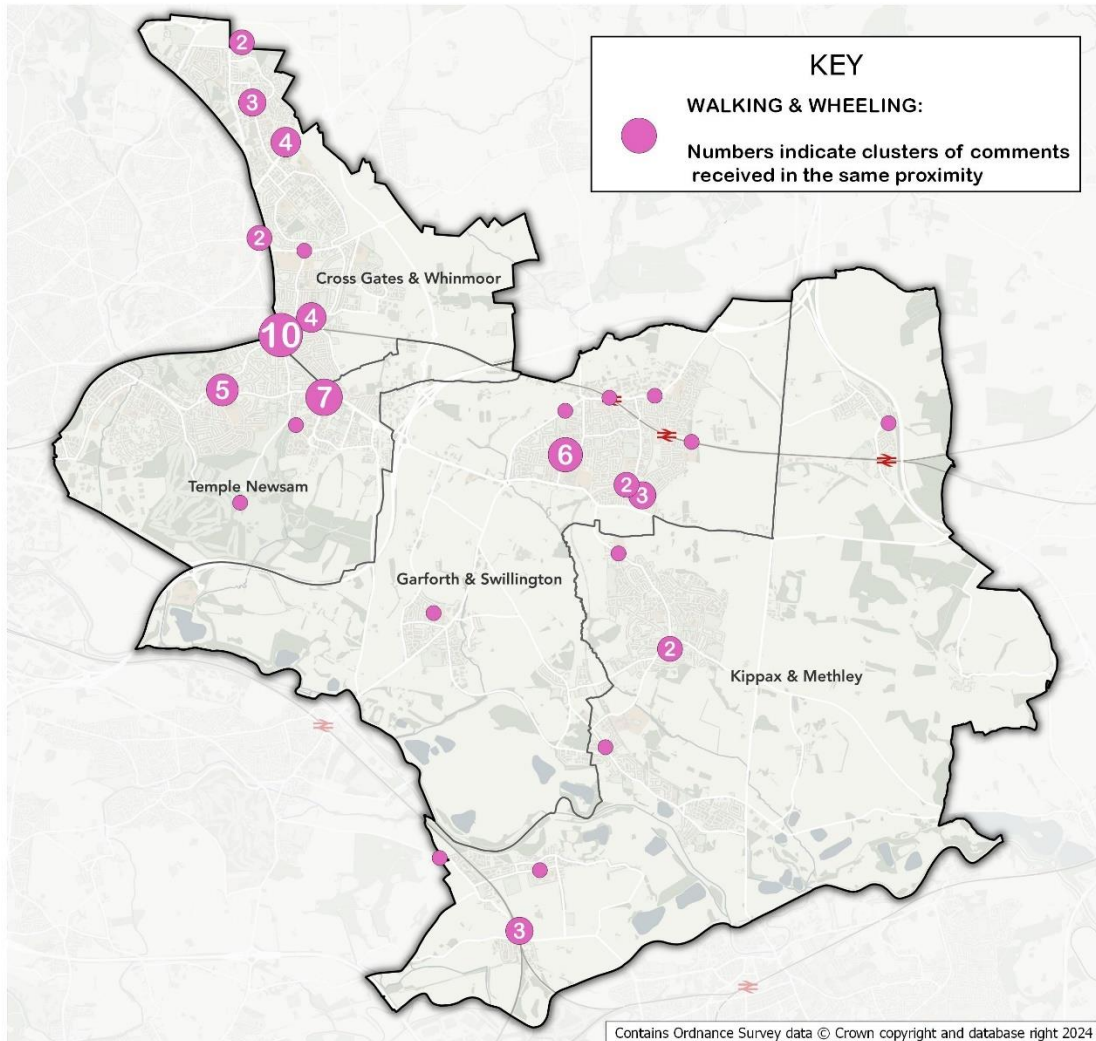 KEY
WALKING & WHEELING:
Numbers indicate clusters of comments
received in the same proximity
2
3
4
2
Cross Gates & Whinmoor
4
10
5
7
6
2
3
Temple Newsam
Garforth & Swillington
2
Kippax & Methley
3
Contains Ordnance Survey data © Crown copyright and database right 2024